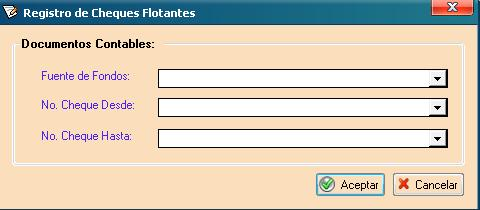 Registro de Cheques Flotantes
Documentos Contables:
Fuente de Fondos:
No. Cheque Desde:
No. Cheque Hasta:
Aceptar Cancelar